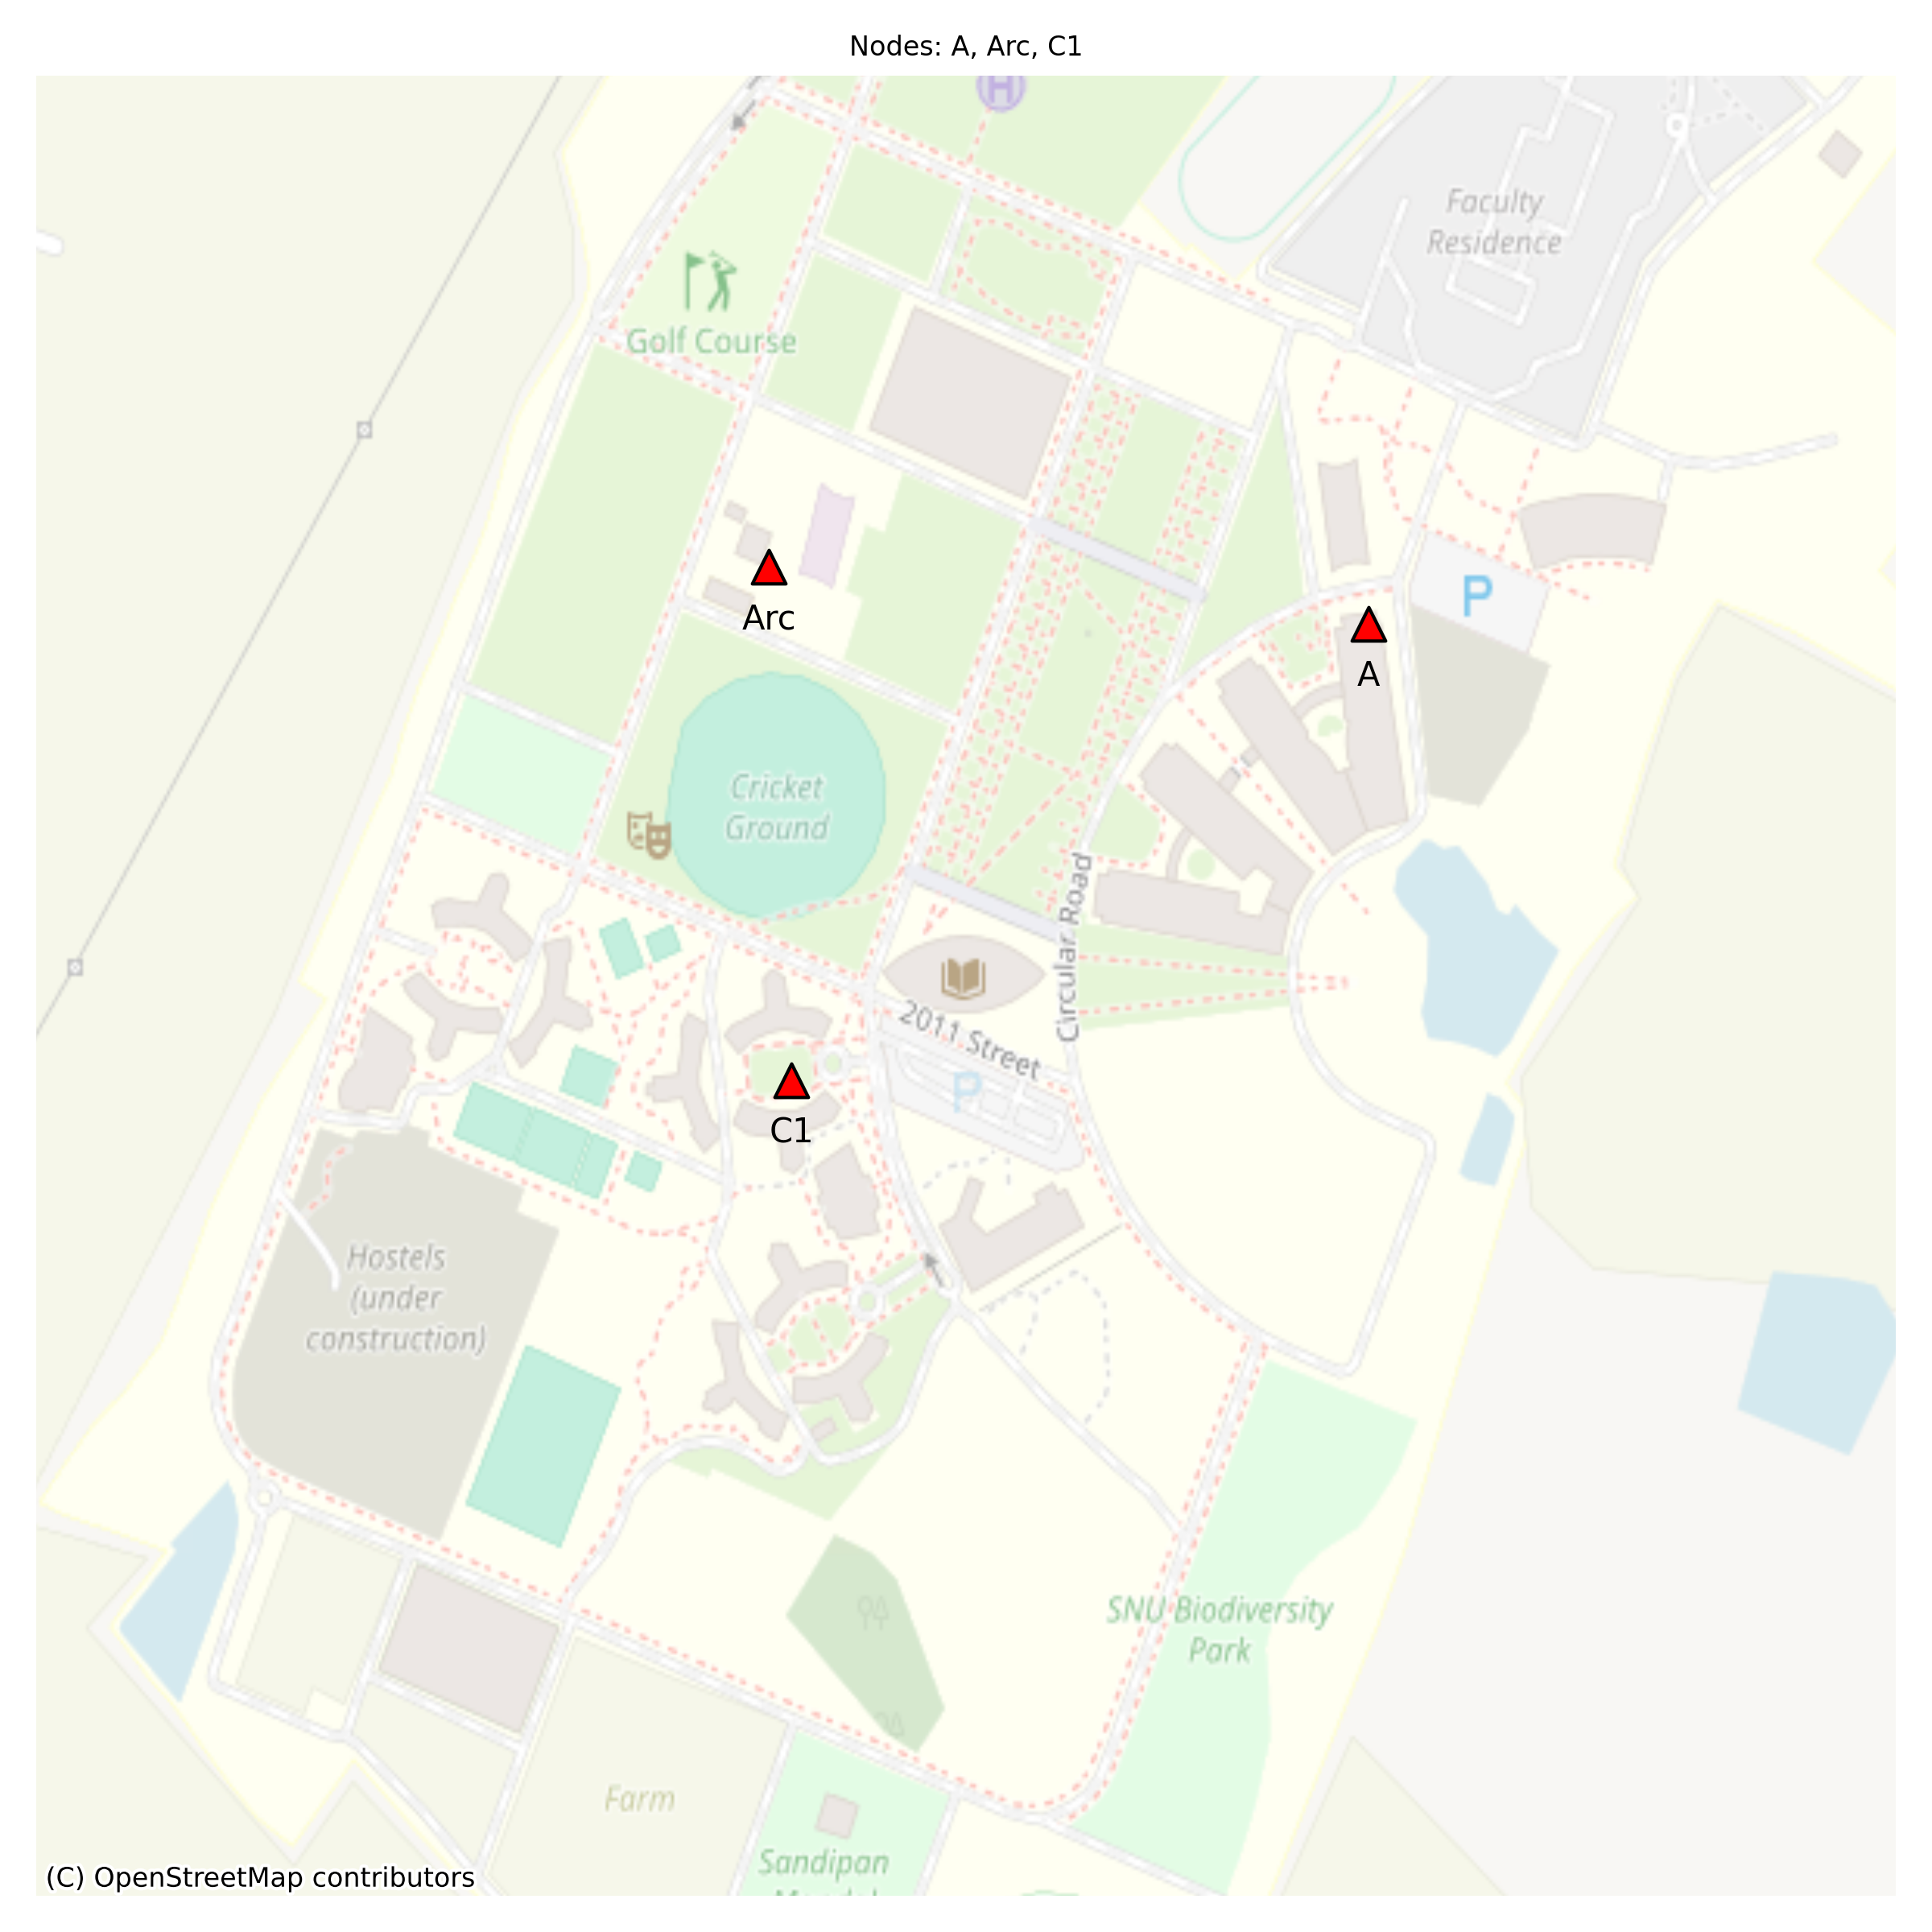 Nodes: A, Arc, C1
H
Faculty
Residence
Golf Course
Arc
P
A
Cricket
Ground
Circular Road
2011 Street
P
C1
Hostels
(under
construction)
SNU Biodiversity
Park
Farm
Sandipan
(C) OpenStreetMap contributors